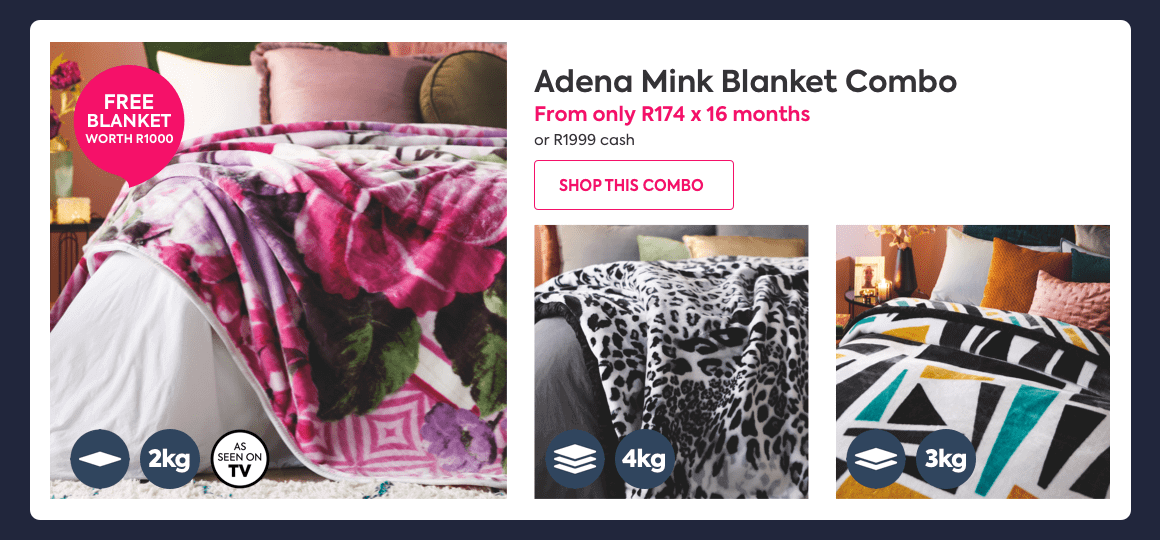 FREE
BLANKET
WORTH R1000
Adena Mink Blanket Combo
From only R174 x 16 months
or R1999 cash
SHOP THIS COMBO
2kg
AS
SEEN ON
TV
4kg
3kg